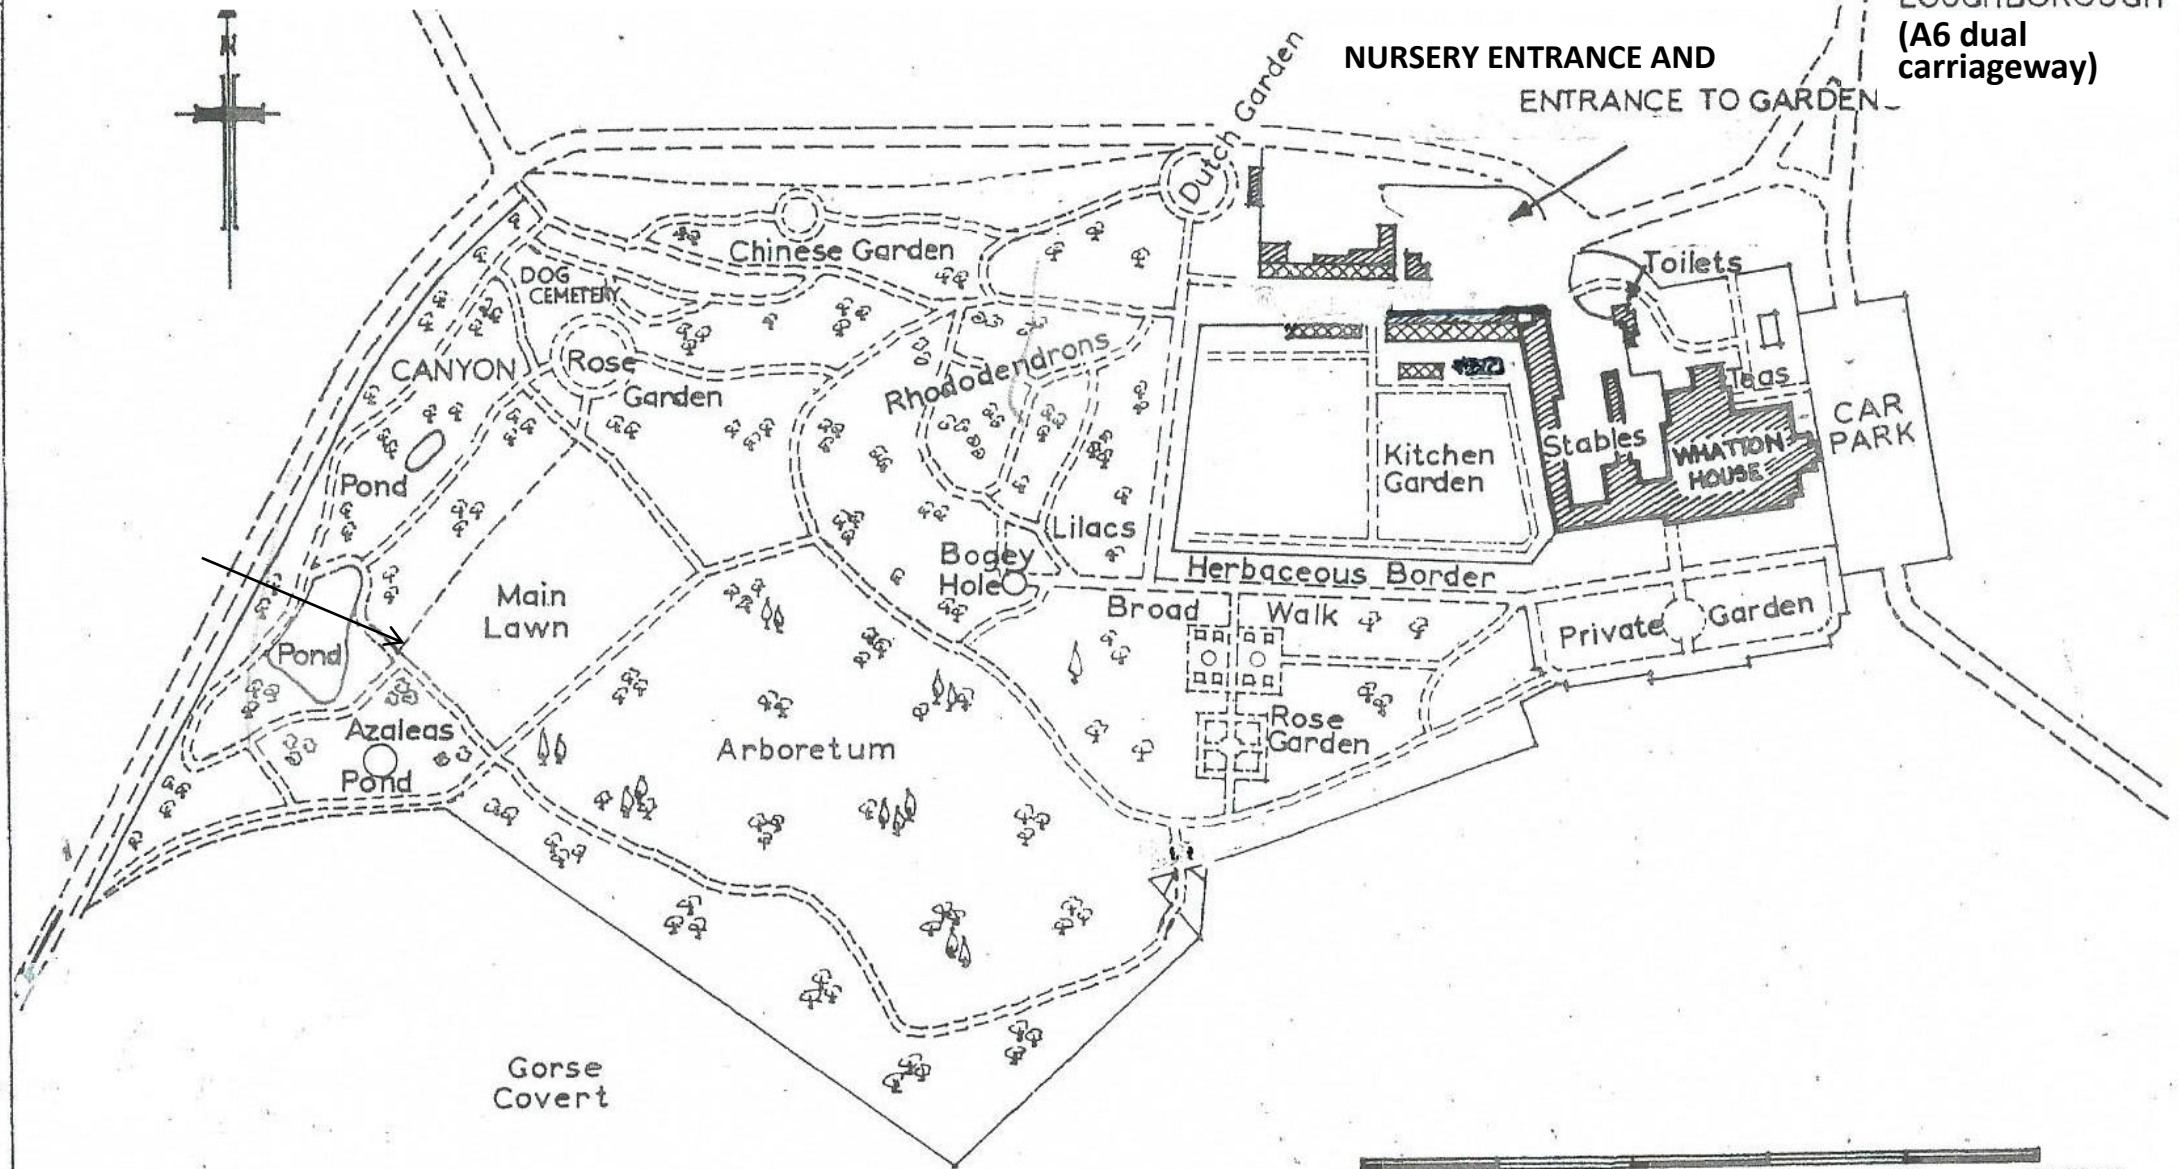 N
LOUGHBOROUGH
(A6 dual
carriageway)
NURSERY ENTRANCE AND
ENTRANCE TO GARDENS
Dutch Garden
Chinese Garden
Toilets
DOG
CEMETERY
CANYON
Rose
Garden
Rhododendrons
Teas
CAR
PARK
Stables
WHATTON
HOUSE
Kitchen
Garden
Pond
Lilacs
Bogey
Hole
Herbaceous Border
Main
Lawn
Broad Walk
Private Garden
Pond
Azaleas
Pond
Rose
Garden
Arboretum
Gorse
Covert